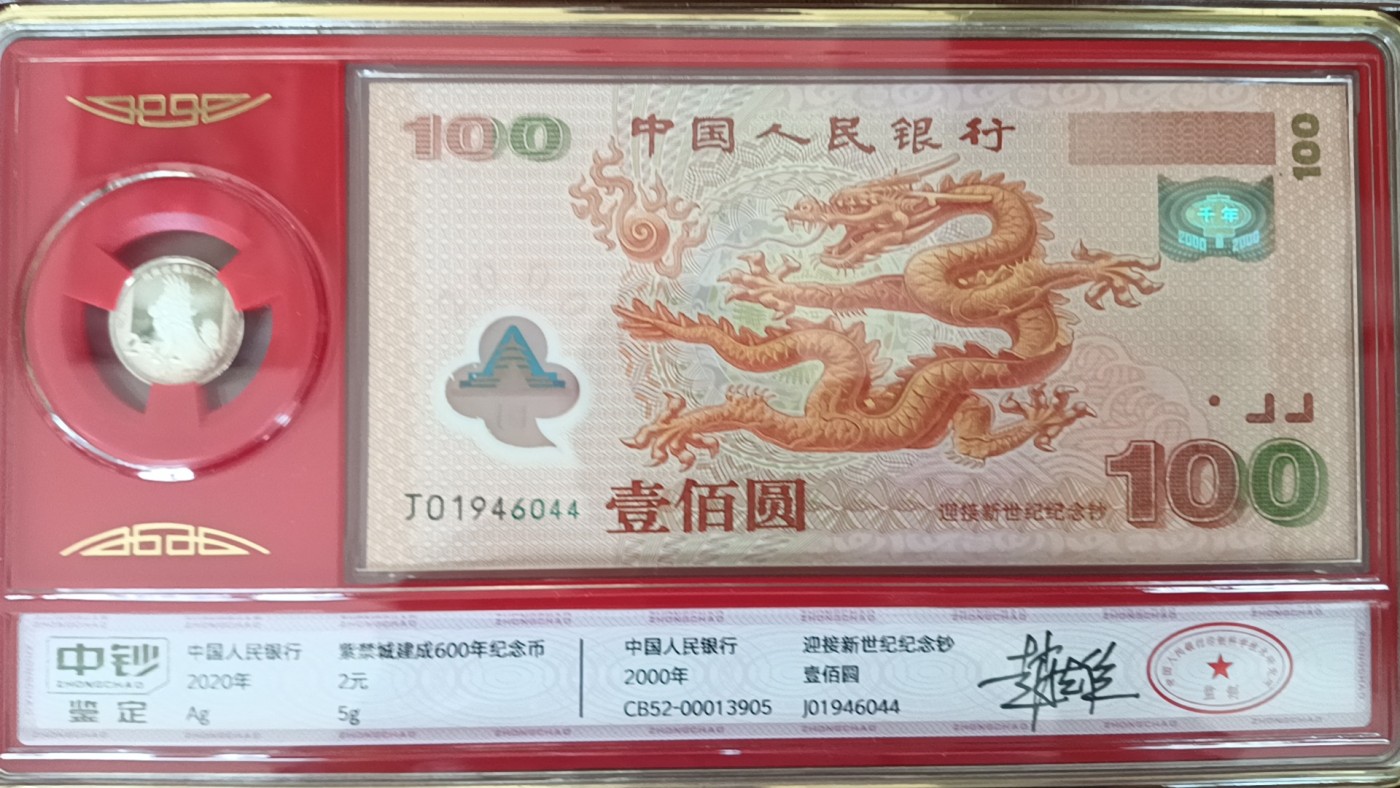 100
中国人民银行
100
千年
2000 2000
J01946044
壹佰圆
迎接新世纪纪念钞
100
中钞
ZHONGCHAO
鉴定
中国人民银行
2020年
Ag
紫禁城建成600年纪念币
2元
5g
中国人民银行
2000年
CB52-00013905
迎接新世纪纪念钞
壹佰圆
J01946044